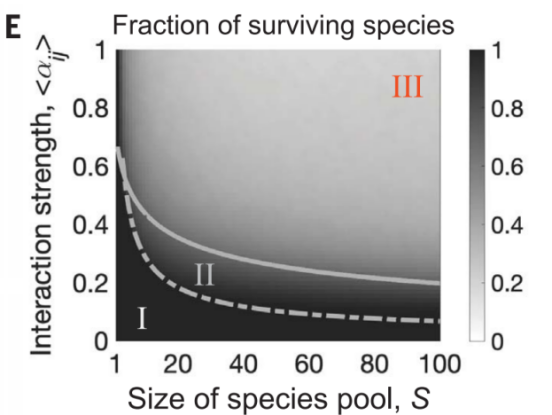 E
Fraction of surviving species
Interaction strength, <α_ij>
1
0.8
0.6
0.4
0.2
0
III
II
I
1
20
40
60
80
100
Size of species pool, S
1
0.8
0.6
0.4
0.2
0